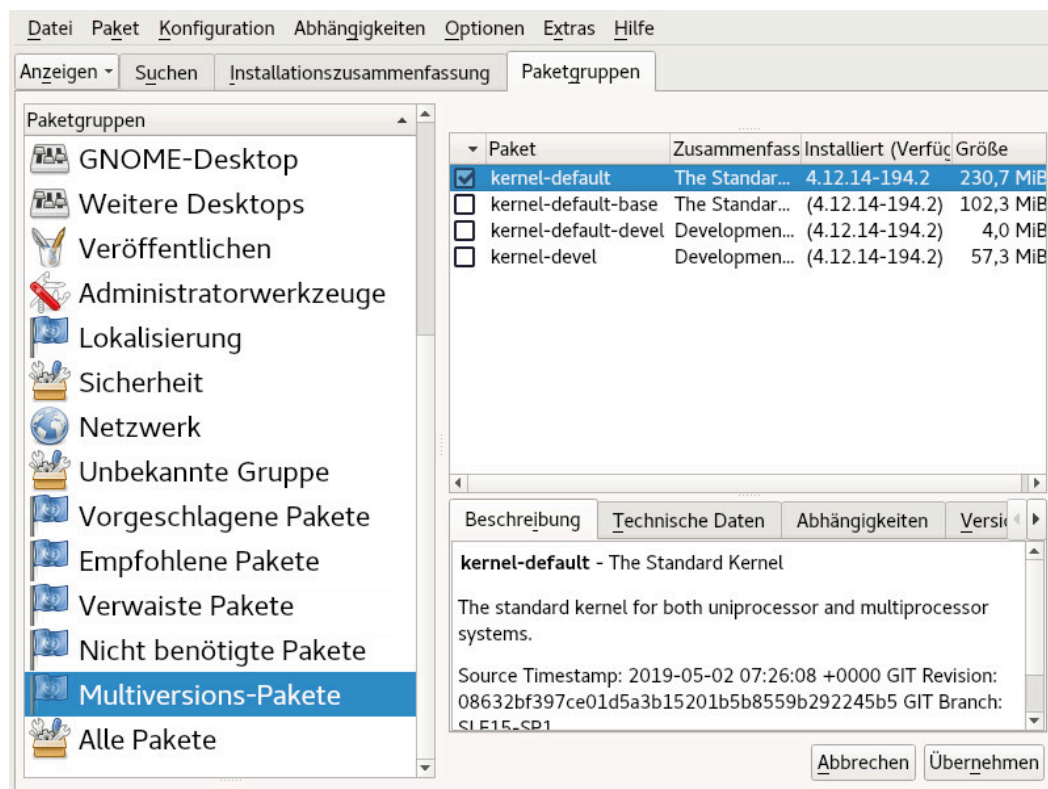 Datei Paket Konfiguration Abhängigkeiten Optionen Extras Hilfe
Anzeigen Suchen Installationszusammenfassung Paketgruppen
Paketgruppen
GNOME-Desktop
Weitere Desktops
Veröffentlichen
Administratorwerkzeuge
Lokalisierung
Sicherheit
Netzwerk
Unbekannte Gruppe
Vorgeschlagene Pakete
Empfohlene Pakete
Verwaiste Pakete
Nicht benötigte Pakete
Multiversions-Pakete
Alle Pakete
Paket Zusammenfass Installiert (Verfüg Größe
kernel-default The Standar... 4.12.14-194.2 230,7 MiB
kernel-default-base The Standar... (4.12.14-194.2) 102,3 MiB
kernel-default-devel Developmen... (4.12.14-194.2) 4,0 MiB
kernel-devel Developmen... (4.12.14-194.2) 57,3 MiB
Beschreibung Technische Daten Abhängigkeiten Versio
kernel-default - The Standard Kernel
The standard kernel for both uniprocessor and multiprocessor
systems.
Source Timestamp: 2019-05-02 07:26:08 +0000 GIT Revision:
08632bf397ce01d5a3b15201b5b8559b292245b5 GIT Branch:
SLE15-SP1
Abbrechen Übernehmen